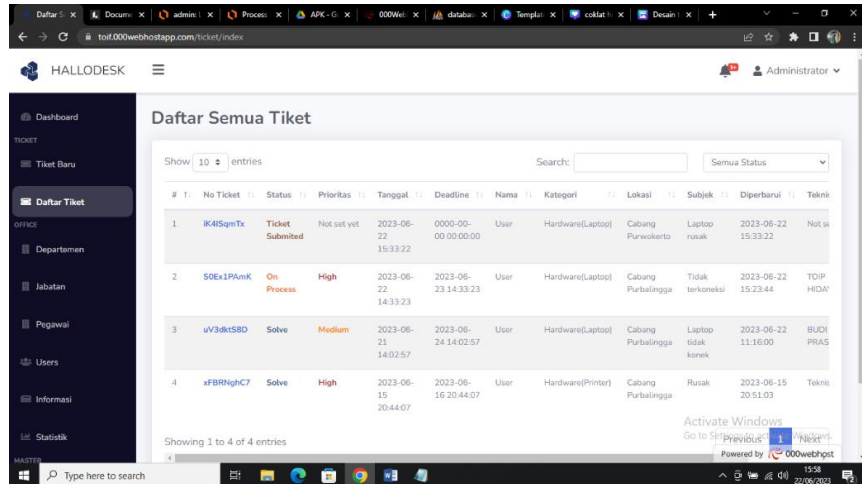 Daftar S
Docume
admin: l
Process
APK - G
000Web
databas
Templat
coklat h
Desain
toif.000webhostapp.com/ticket/index
HALLODESK
Administrator
Dashboard
TICKET
Tiket Baru
Daftar Tiket
OFFICE
Departemen
Jabatan
Pegawai
Users
Informasi
Statistik
MASTER
Daftar Semua Tiket
Show 10 entries
Search:
Semua Status
# No Ticket Status Prioritas Tanggal Deadline Nama Kategori Lokasi Subjek Diperbarui Teknis
1 iK4ISqmTx Ticket Submited Not set yet 2023-06-22 15:33:22 0000-00-00 00:00:00 User Hardware(Laptop) Cabang Purwokerto Laptop rusak 2023-06-22 15:33:22 Not se
2 S0Ex1PAmK On Process High 2023-06-22 14:33:23 2023-06-23 14:33:23 User Hardware(Laptop) Cabang Purbalingga Tidak terkoneksi 2023-06-22 15:23:44 TOIP HIDAY
3 uV3dktS8D Solve Medium 2023-06-21 14:02:57 2023-06-24 14:02:57 User Hardware(Laptop) Cabang Purbalingga Laptop tidak konek 2023-06-22 11:16:00 BUDI PRAS
4 xFBRNghC7 Solve High 2023-06-15 20:44:07 2023-06-16 20:44:07 User Hardware(Printer) Cabang Purbalingga Rusak 2023-06-15 20:51:03 Teknis
Showing 1 to 4 of 4 entries
Activate Windows
Go to Settings to activate Windows.
Previous 1 Next
Powered by 000webhost
Type here to search
15:58
22/06/2023